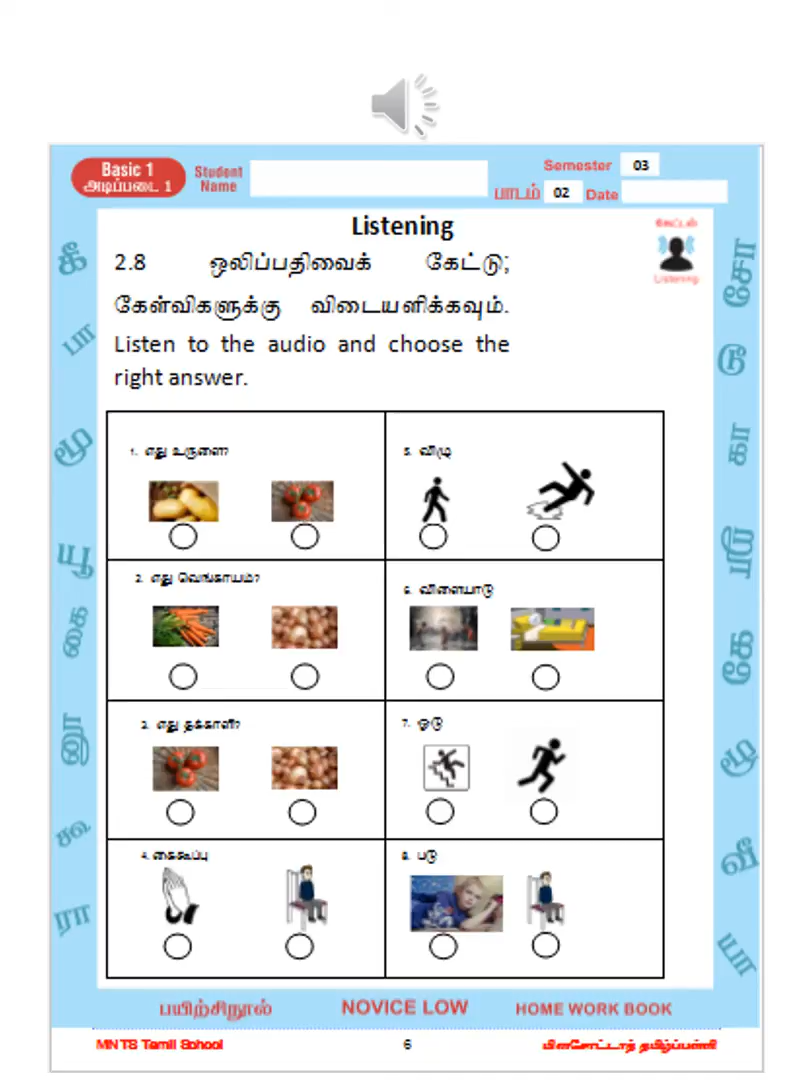 Basic 1
அடிப்படை 1
Student
Name
Semester 03
பாடம் 02 Date
Listening
கேட்டல்
Listening
2.8 ஒலிப்பதிவைக் கேட்டு;
கேள்விகளுக்கு விடையளிக்கவும்.
Listen to the audio and choose the
right answer.
1. எது உருளை?
5. விழு
2. எது வெங்காயம்?
6. விளையாடு
3. எது தக்காளி?
7. ஓடு
4. கைகூப்பு
8. படு
கீ
பா
மூ
யூ
கை
னூ
கூ
ரா
சோ
டூ
கா
பூ
கே
மூ
வீ
யா
பயிற்சிநூல் NOVICE LOW HOME WORK BOOK
MNTS Tamil School 6 மினசோட்டாத் தமிழ்ப்பள்ளி